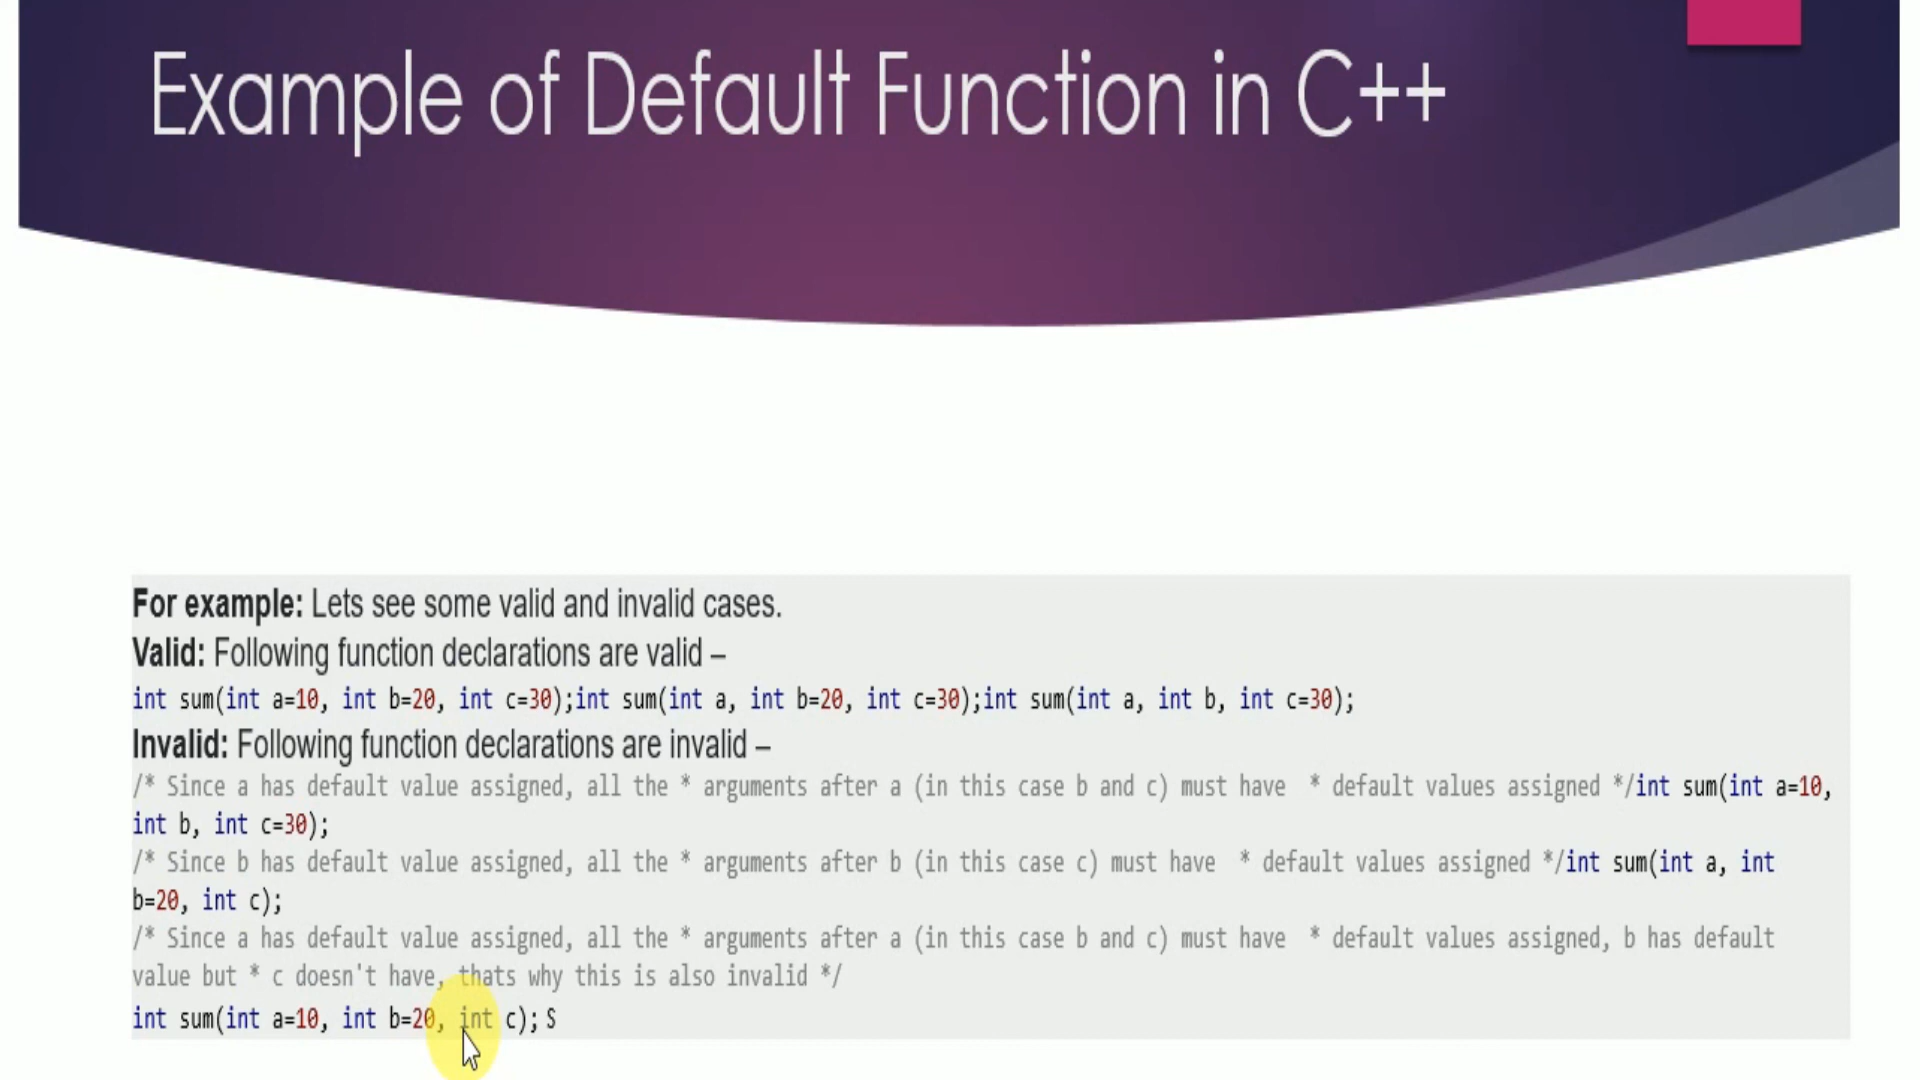 Example of Default Function in C++
For example: Lets see some valid and invalid cases.
Valid: Following function declarations are valid –
int sum(int a=10, int b=20, int c=30);int sum(int a, int b=20, int c=30);int sum(int a, int b, int c=30);
Invalid: Following function declarations are invalid –
/* Since a has default value assigned, all the * arguments after a (in this case b and c) must have  * default values assigned */int sum(int a=10,
int b, int c=30);
/* Since b has default value assigned, all the * arguments after b (in this case c) must have  * default values assigned */int sum(int a, int
b=20, int c);
/* Since a has default value assigned, all the * arguments after a (in this case b and c) must have  * default values assigned, b has default
value but * c doesn't have, thats why this is also invalid */
int sum(int a=10, int b=20, int c); S